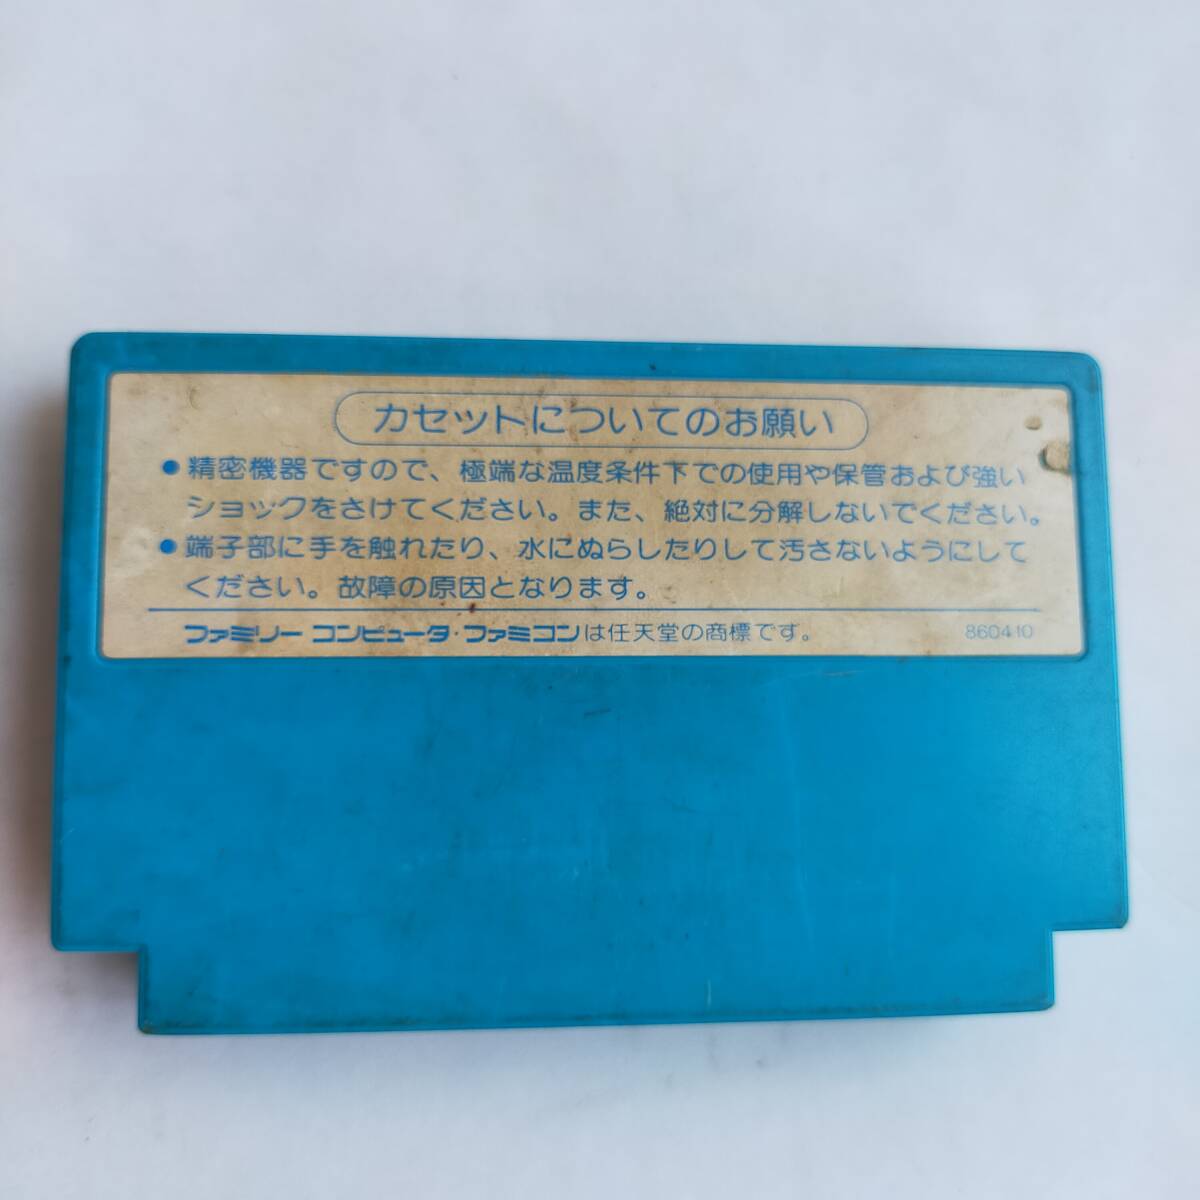 カセットについてのお願い
●精密機器ですので、極端な温度条件下での使用や保管および強い
ショックをさけてください。また、絶対に分解しないでください。
●端子部に手を触れたり、水にぬらしたりして汚さないようにして
ください。故障の原因となります。
ファミリー コンピュータ・ファミコンは任天堂の商標です。 860410